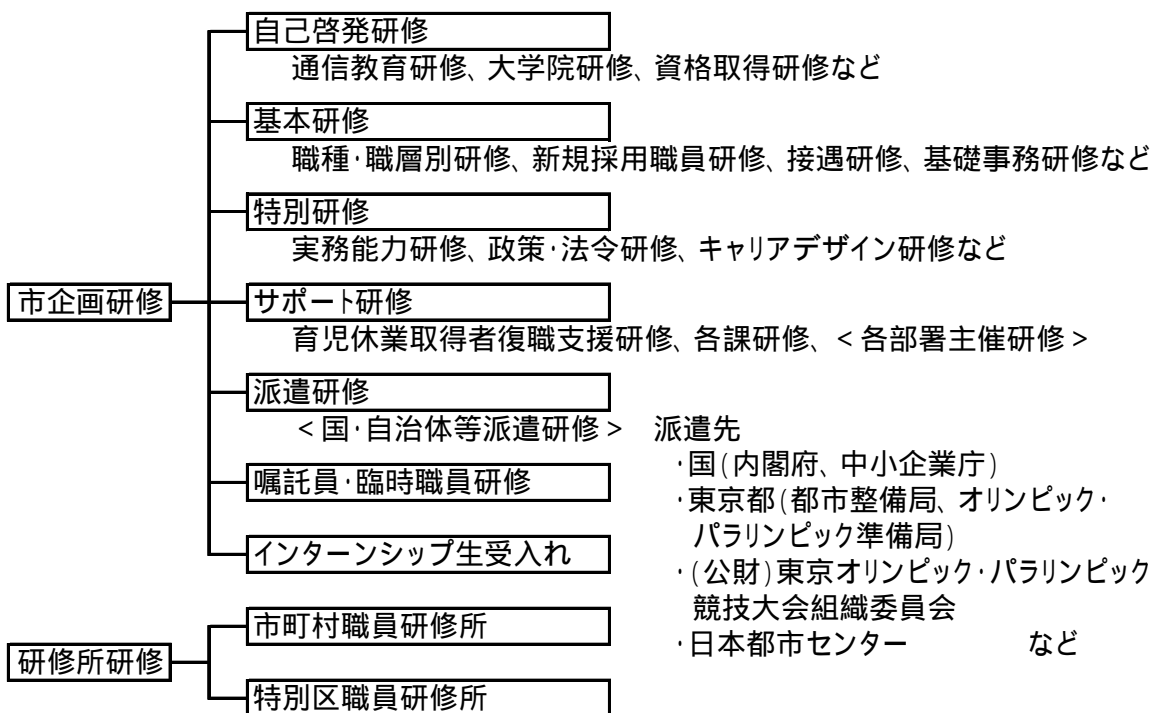 自己啓発研修
通信教育研修、大学院研修、資格取得研修など
基本研修
職種・職層別研修、新規採用職員研修、接遇研修、基礎事務研修など
特別研修
実務能力研修、政策・法令研修、キャリアデザイン研修など
市企画研修
サポート研修
育児休業取得者復職支援研修、各課研修、＜各部署主催研修＞
派遣研修
＜国・自治体等派遣研修＞ 派遣先
・国(内閣府、中小企業庁)
嘱託員・臨時職員研修
・東京都(都市整備局、オリンピック・
パラリンピック準備局)
インターンシップ生受入れ
・(公財)東京オリンピック・パラリンピック
競技大会組織委員会
市町村職員研修所
・日本都市センター など
研修所研修
特別区職員研修所